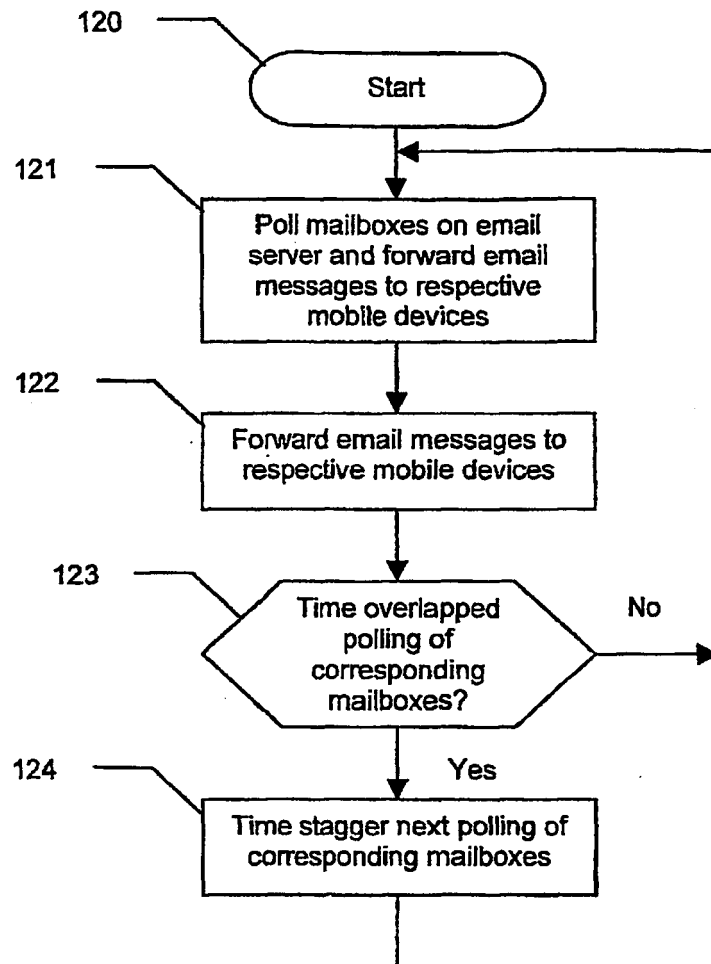 120
Start
121
Poll mailboxes on email
server and forward email
messages to respective
mobile devices
122
Forward email messages to
respective mobile devices
123
Time overlapped
polling of
corresponding
mailboxes?
No
Yes
124
Time stagger next polling of
corresponding mailboxes